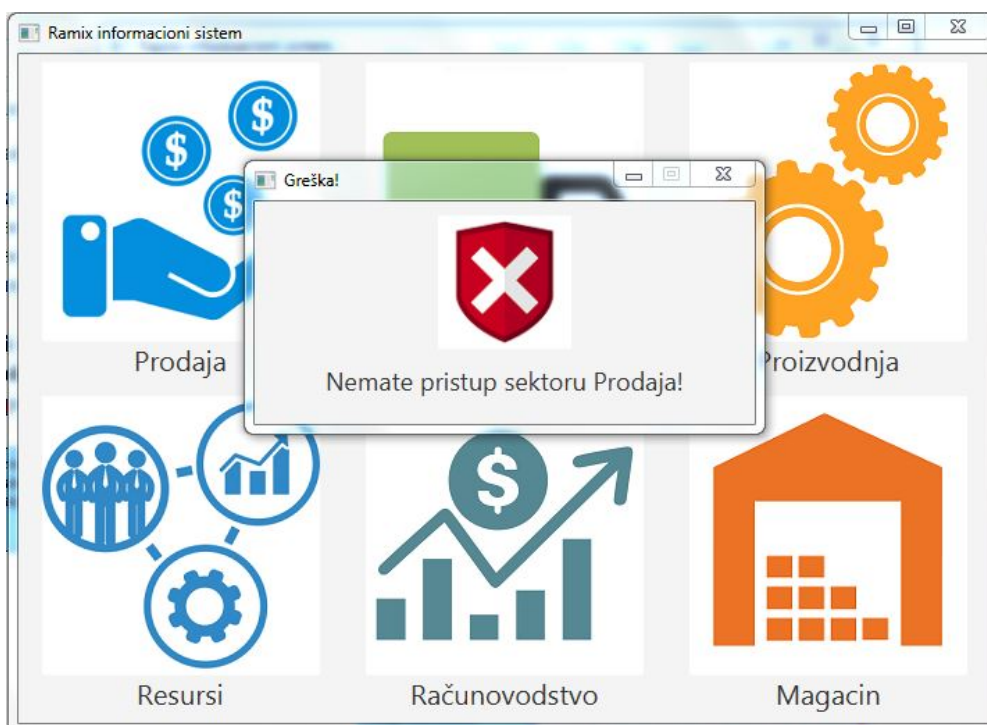 Ramix informacioni sistem
$
$
$
Greška!
Nemate pristup sektoru Prodaja!
Prodaja
Proizvodnja
$
Resursi
Računovodstvo
Magacin